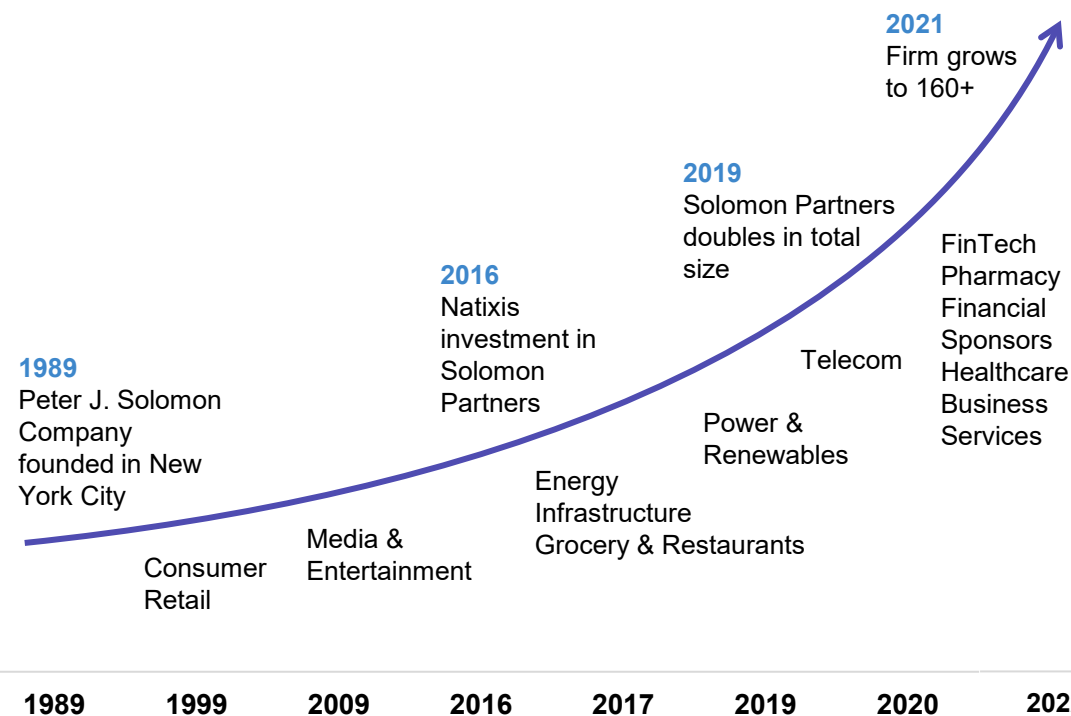 2021
Firm grows
to 160+
2019
Solomon Partners
doubles in total
size
2016
Natixis
investment in
Solomon
Partners
1989
Peter J. Solomon
Company
founded in New
York City
Consumer
Retail
Media &
Entertainment
Energy
Infrastructure
Grocery & Restaurants
Power &
Renewables
Telecom
FinTech
Pharmacy
Financial
Sponsors
Healthcare
Business
Services
1989 1999 2009 2016 2017 2019 2020 202